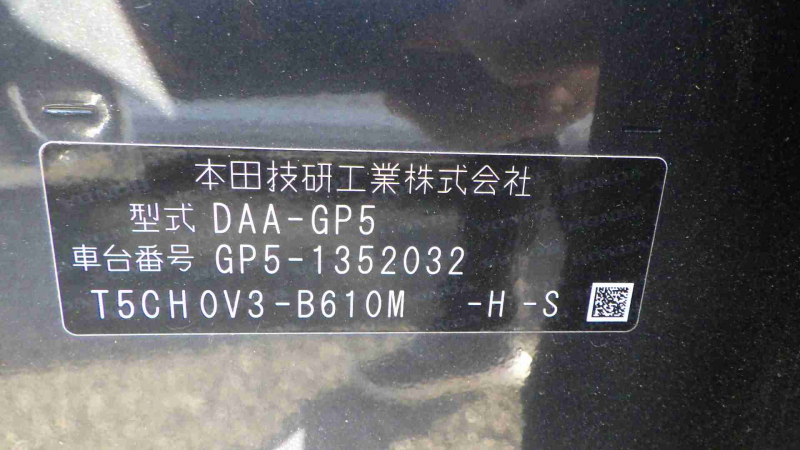 本田技研工業株式会社
型式 DAA-GP5
車台番号 GP5-1352032
T5CH0V3-B610M -H-S